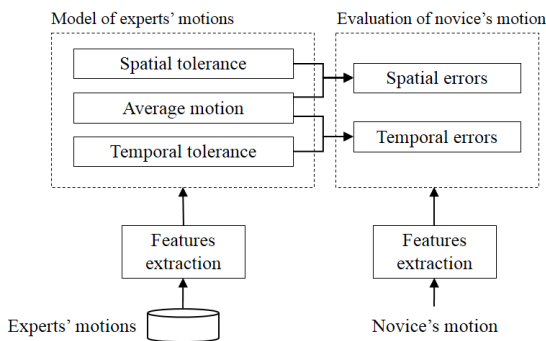 Model of experts' motions
Evaluation of novice's motion
Spatial tolerance
Average motion
Temporal tolerance
Spatial errors
Temporal errors
Features
extraction
Features
extraction
Experts' motions
Novice's motion